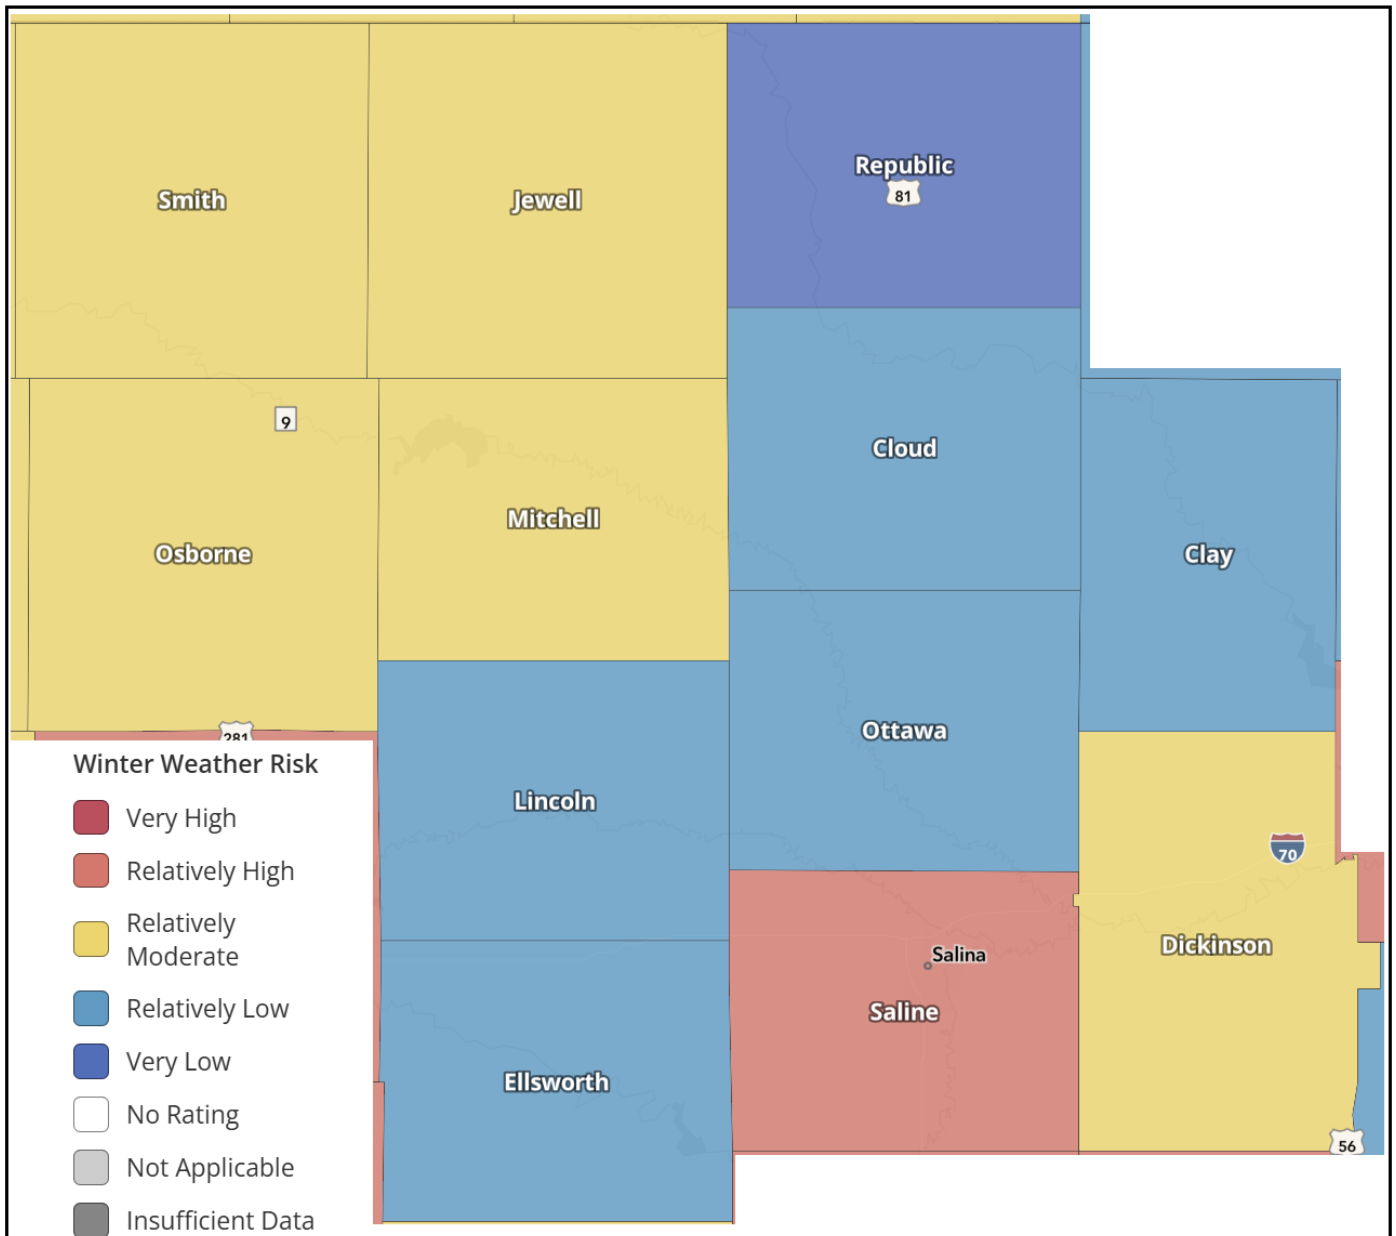 Republic
81
Smith
Jewell
9
Cloud
Mitchell
Osborne
Clay
281
Ottawa
Lincoln
70
Dickinson
Salina
Saline
Ellsworth
56
Winter Weather Risk
Very High
Relatively High
Relatively
Moderate
Relatively Low
Very Low
No Rating
Not Applicable
Insufficient Data